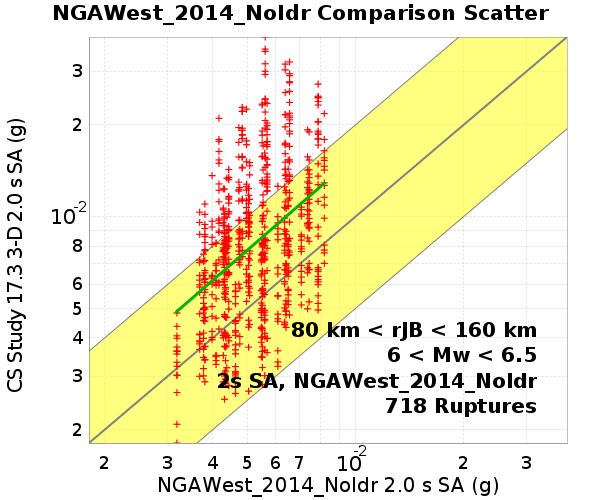 NGAWest_2014_NoIdr Comparison Scatter
CS Study 17.3 3-D 2.0 s SA (g)
3
2
10-2
8
6
5
4
3
2
80 km < rJB < 160 km
6 < Mw < 6.5
2s SA, NGAWest_2014_NoIdr
718 Ruptures
2 3 4 5 6 7 10-2 2 3
NGAWest_2014_NoIdr 2.0 s SA (g)